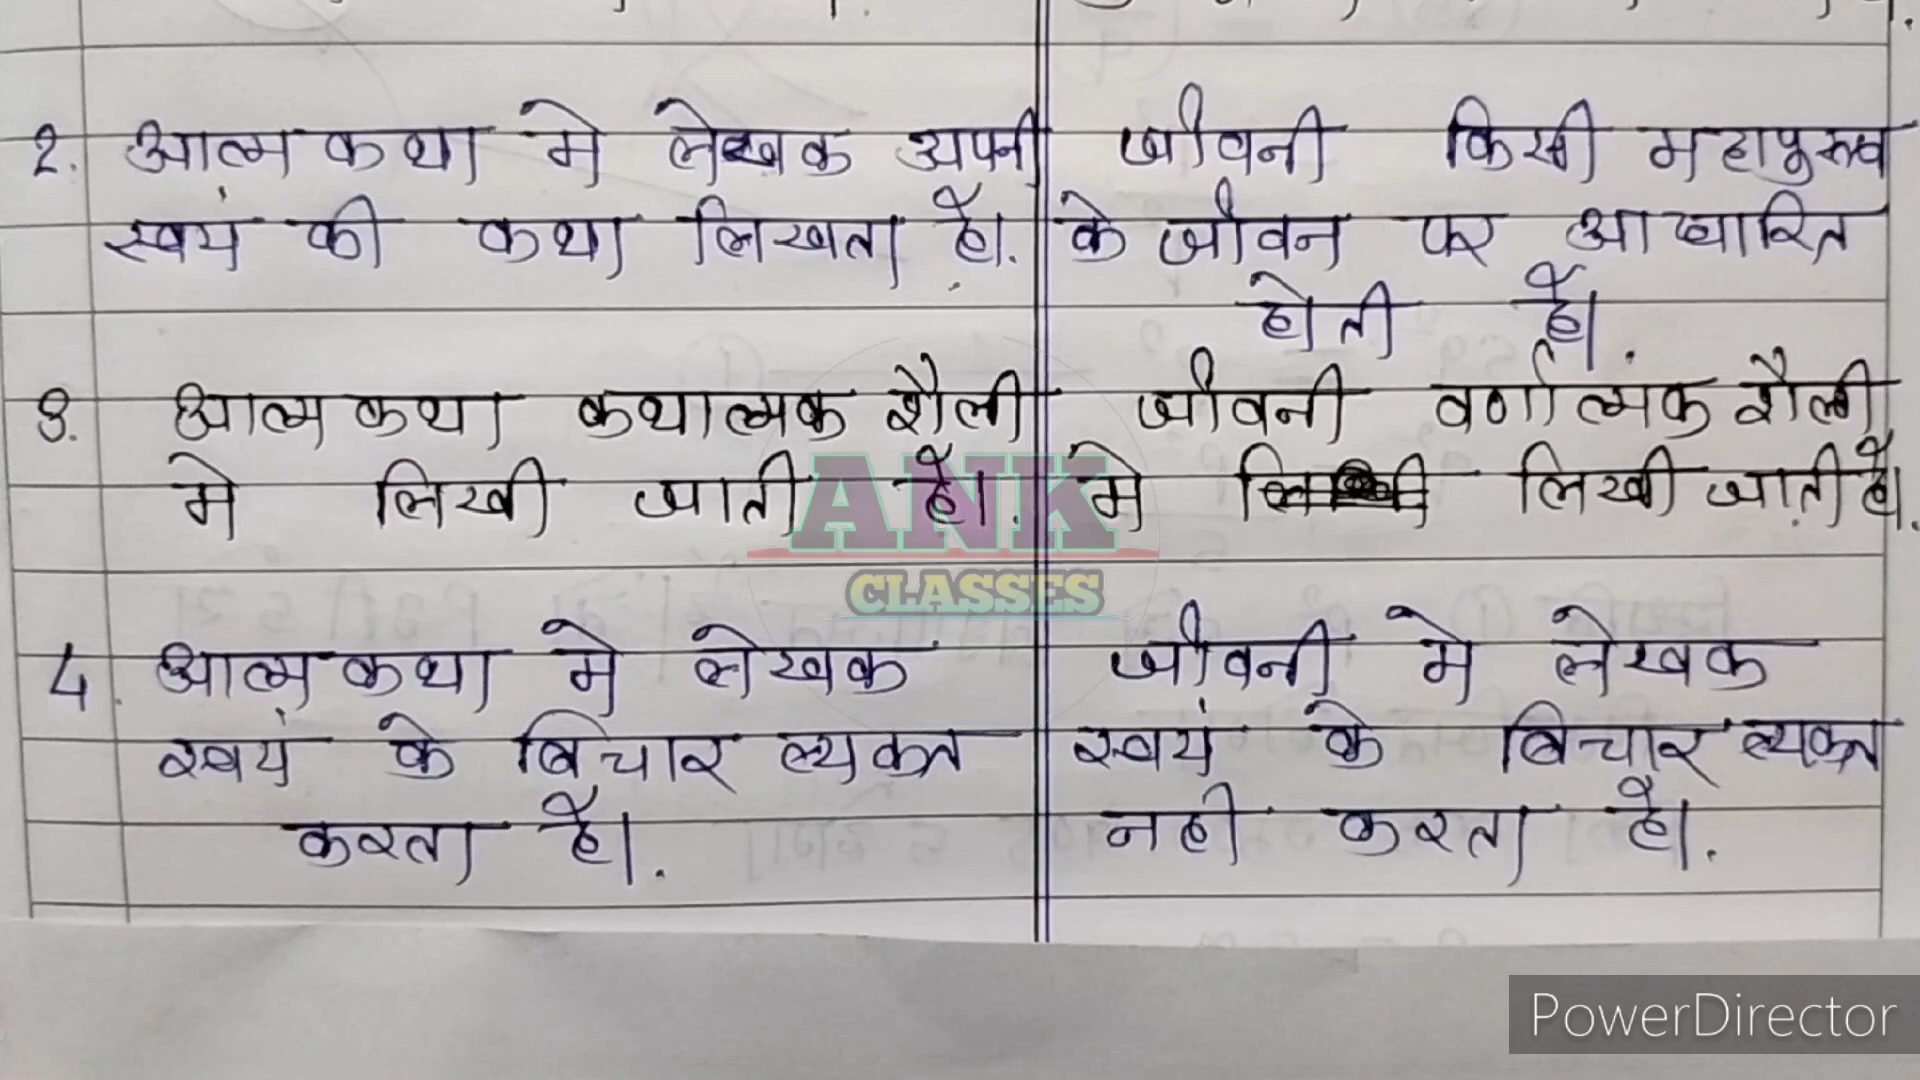 2. आत्मकथा मे लेखक अपनी
स्वयं की कथा लिखता है।.
जीवनी किसी महापुरुष
के जीवन पर आधारित
होती है।.
3. आत्मकथा कथात्मक शैली
मे लिखी जाती है।.
जीवनी वर्णात्मक शैली
मे लिखी जाती है।.
4. आत्मकथा मे लेखक
स्वयं के विचार व्यक्त
करता है।.
जीवनी मे लेखक
स्वयं के विचार व्यक्त
नही करता है।.
ANK
CLASSES
PowerDirector